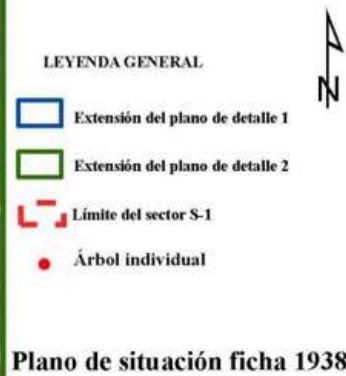 LEYENDA GENERAL
N
Extensión del plano de detalle 1
Extensión del plano de detalle 2
Límite del sector S-1
Árbol individual
Plano de situación ficha 1938